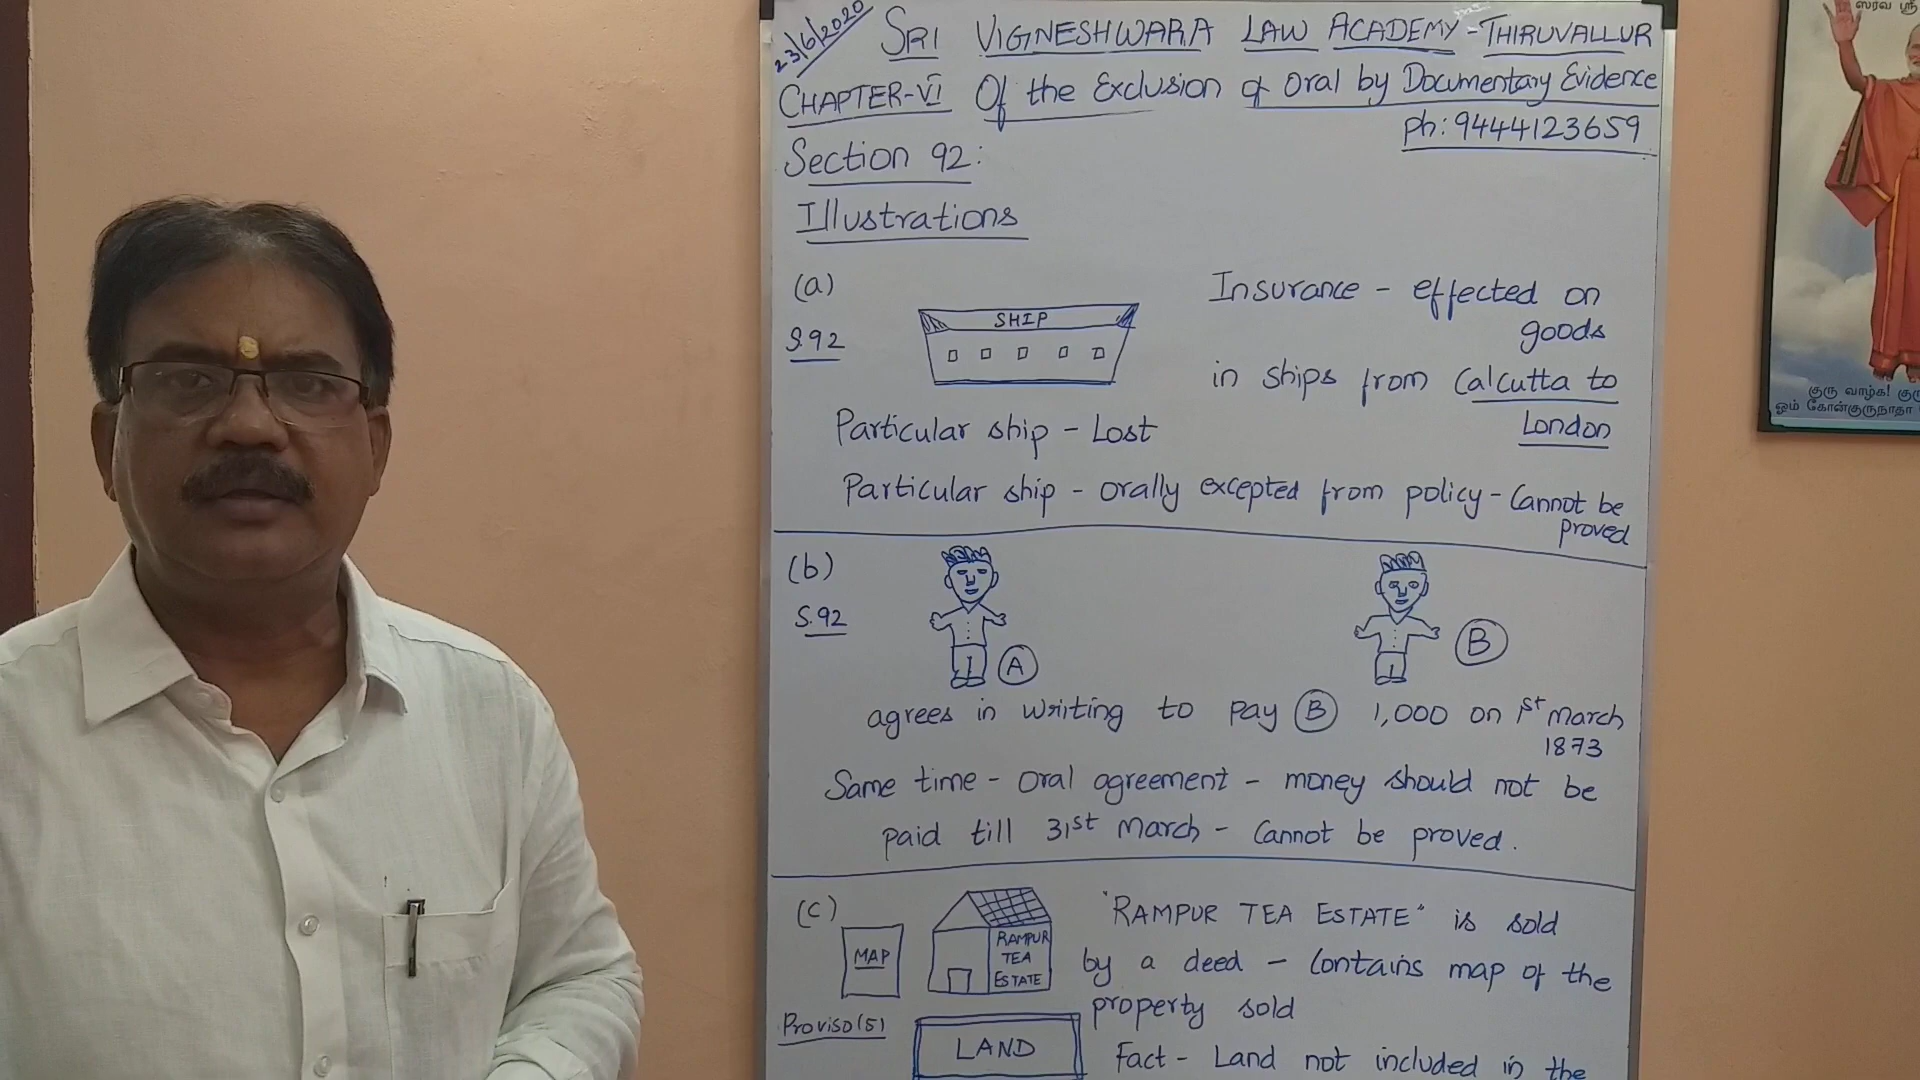 23/6/2020
SRI VIGNESHWARA LAW ACADEMY - THIRUVALLUR
CHAPTER-VI Of the Exclusion of Oral by Documentary Evidence
Ph: 9444123659
Section 92:
Illustrations
(a)
S.92
SHIP
Insurance - effected on
goods
in ships from Calcutta to
London
Particular ship - Lost
Particular ship - orally excepted from policy - Cannot be
proved
(b)
S.92
A
B
agrees in writing to pay B 1,000 on 1st March
1873
Same time - Oral agreement - money should not be
paid till 31st March - Cannot be proved.
(c)
MAP
RAMPUR
TEA
ESTATE
"RAMPUR TEA ESTATE" is sold
by a deed - Contains map of the
property sold
Proviso (5)
LAND
Fact - Land not included in the
ஸர்வ ஸ்ரீ
குரு வாழ்க! குரு
ஓம் கோன்குருநாதா